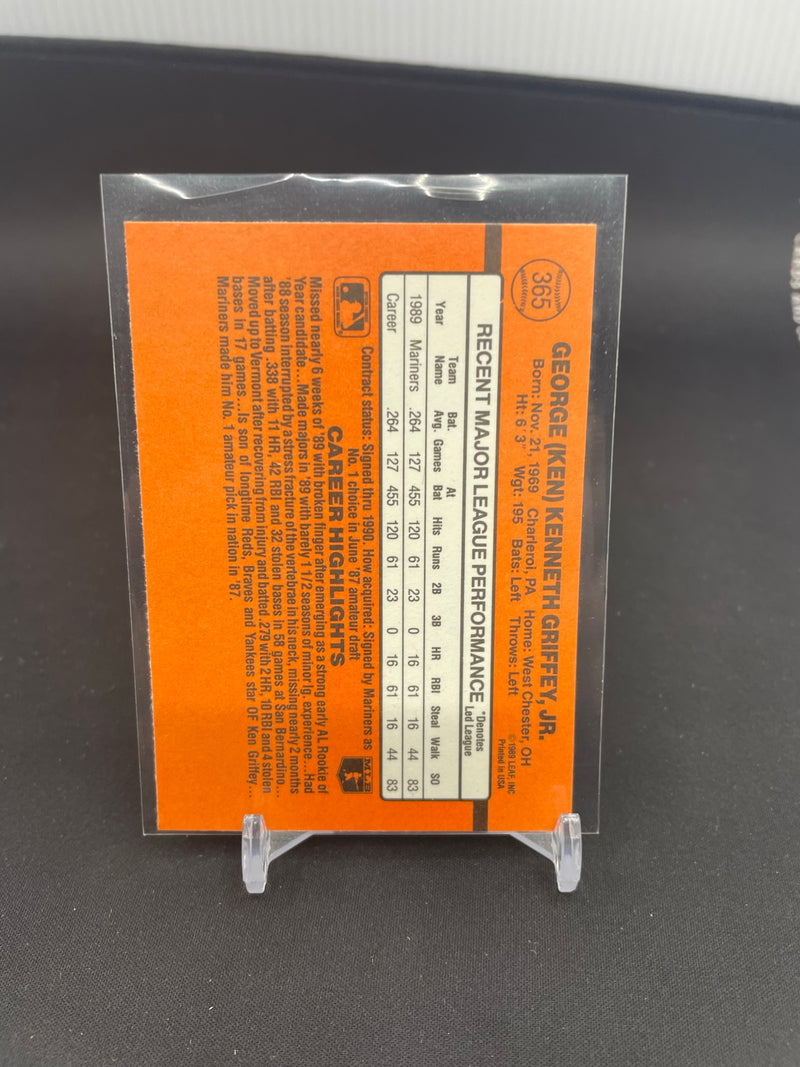 365
GEORGE (KEN) KENNETH GRIFFEY, JR.
Born: Nov. 21, 1969 Charleroi, PA Home: West Chester, OH
Ht: 6'3" Wgt: 195 Bats: Left Throws: Left
© 1989 LEAF, INC
Printed in USA
RECENT MAJOR LEAGUE PERFORMANCE
*Denotes
Led League
Year Team Name Bat. Avg. Games At Bat Hits Runs 2B 3B HR RBI Steal Walk SO
1989 Mariners .264 127 455 120 61 23 0 16 61 16 44 83
Career .264 127 455 120 61 23 0 16 61 16 44 83
Contract status: Signed thru 1990. How acquired: Signed by Mariners as
No. 1 choice in June '87 amateur draft
MLB
CAREER HIGHLIGHTS
Missed nearly 6 weeks of '89 with broken finger after emerging as a strong early AL Rookie of
Year candidate...Made majors in '89 with barely 1 1/2 seasons of minor lg. experience...Had
'88 season interrupted by a stress fracture of the vertebrae in his neck, missing nearly 2 months
after batting .338 with 11 HR, 42 RBI and 32 stolen bases in 58 games at San Bernardino...
Moved up to Vermont after recovering from injury and batted .279 with 2 HR, 10 RBI and 4 stolen
bases in 17 games...Is son of longtime Reds, Braves and Yankees star OF Ken Griffey...
Mariners made him No. 1 amateur pick in nation in '87.